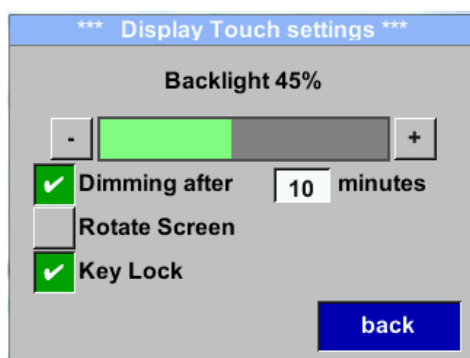 *** Display Touch settings ***
Backlight 45%
- +
Dimming after 10 minutes
Rotate Screen
Key Lock
back